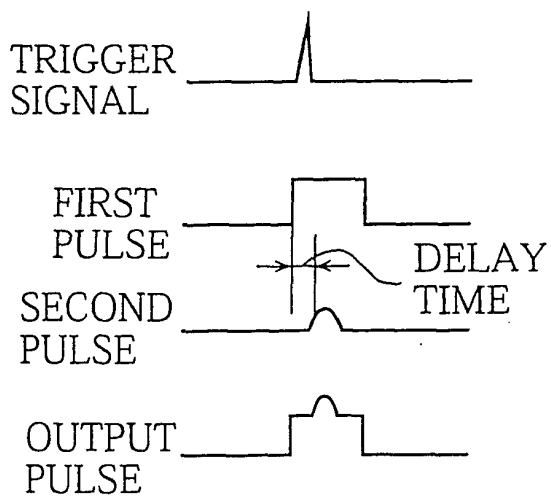 TRIGGER
SIGNAL
FIRST
PULSE
DELAY
TIME
SECOND
PULSE
OUTPUT
PULSE